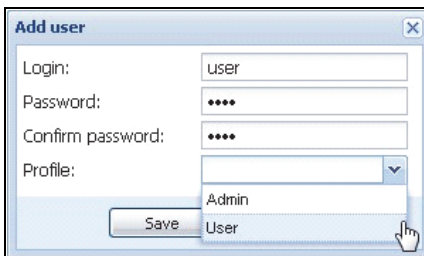 Add user
Login: user
Password: ••••
Confirm password: ••••
Profile:
Admin
Save User